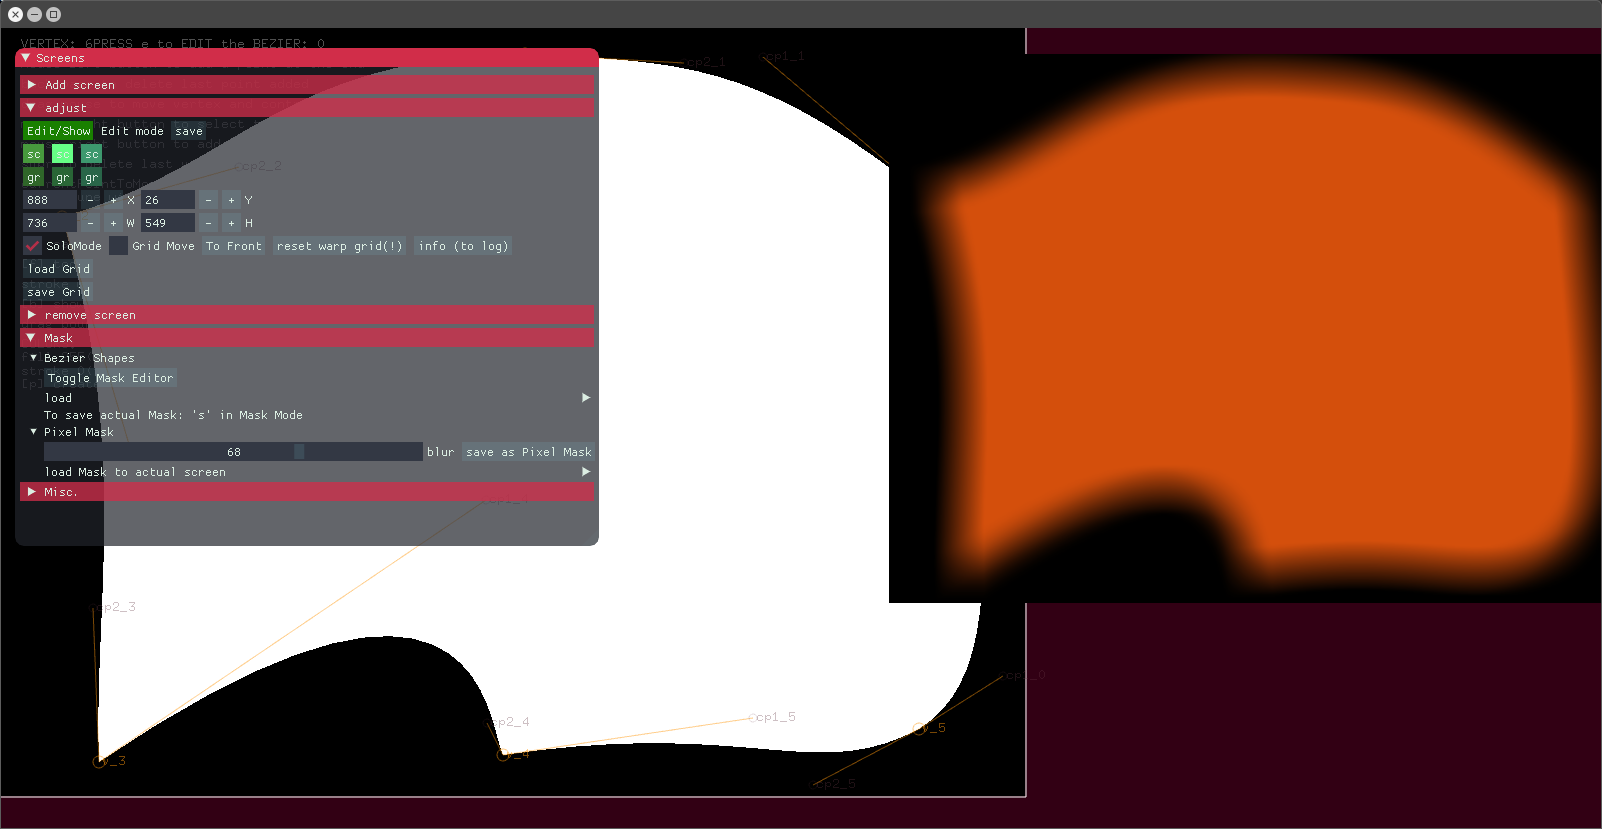 VERTEX: 6PRESS e to EDIT the BEZIER: 0
Screens
cp2_1
cp1_1
Add screen
adjust
Edit/Show Edit mode save
sc sc sc
cp2_2
gr gr gr
888 - + X 26 - + Y
736 - + W 549 - + H
SoloMode Grid Move To Front reset warp grid(!) info (to log)
load Grid
save Grid
remove screen
Mask
Bezier Shapes
Toggle Mask Editor
load
To save actual Mask: 's' in Mask Mode
Pixel Mask
68 blur save as Pixel Mask
load Mask to actual screen
Misc.
cp2_3
cp1_0
cp2_4
cp1_5
v_5
v_4
v_3
cp2_5